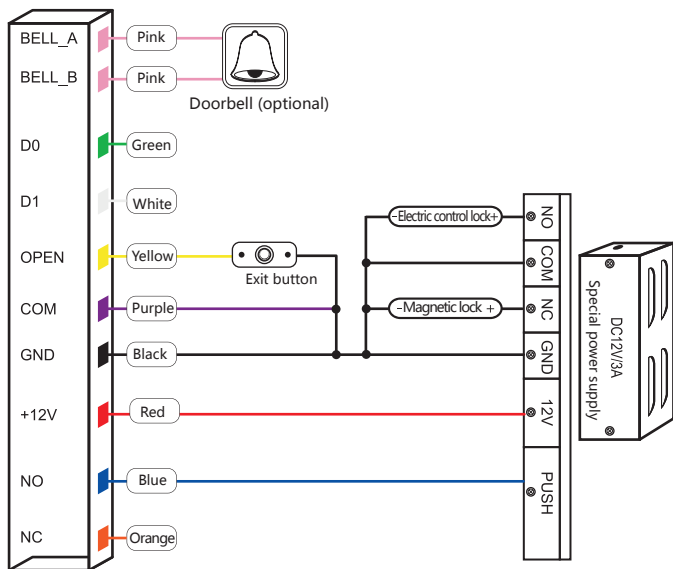 BELL_A
Pink
BELL_B
Pink
Doorbell (optional)
D0
Green
D1
White
OPEN
Yellow
Exit button
COM
Purple
GND
Black
+12V
Red
NO
Blue
NC
Orange
-Electric control lock+
-Magnetic lock +
NO
COM
NC
GND
12V
PUSH
DC12V/3A
Special power supply